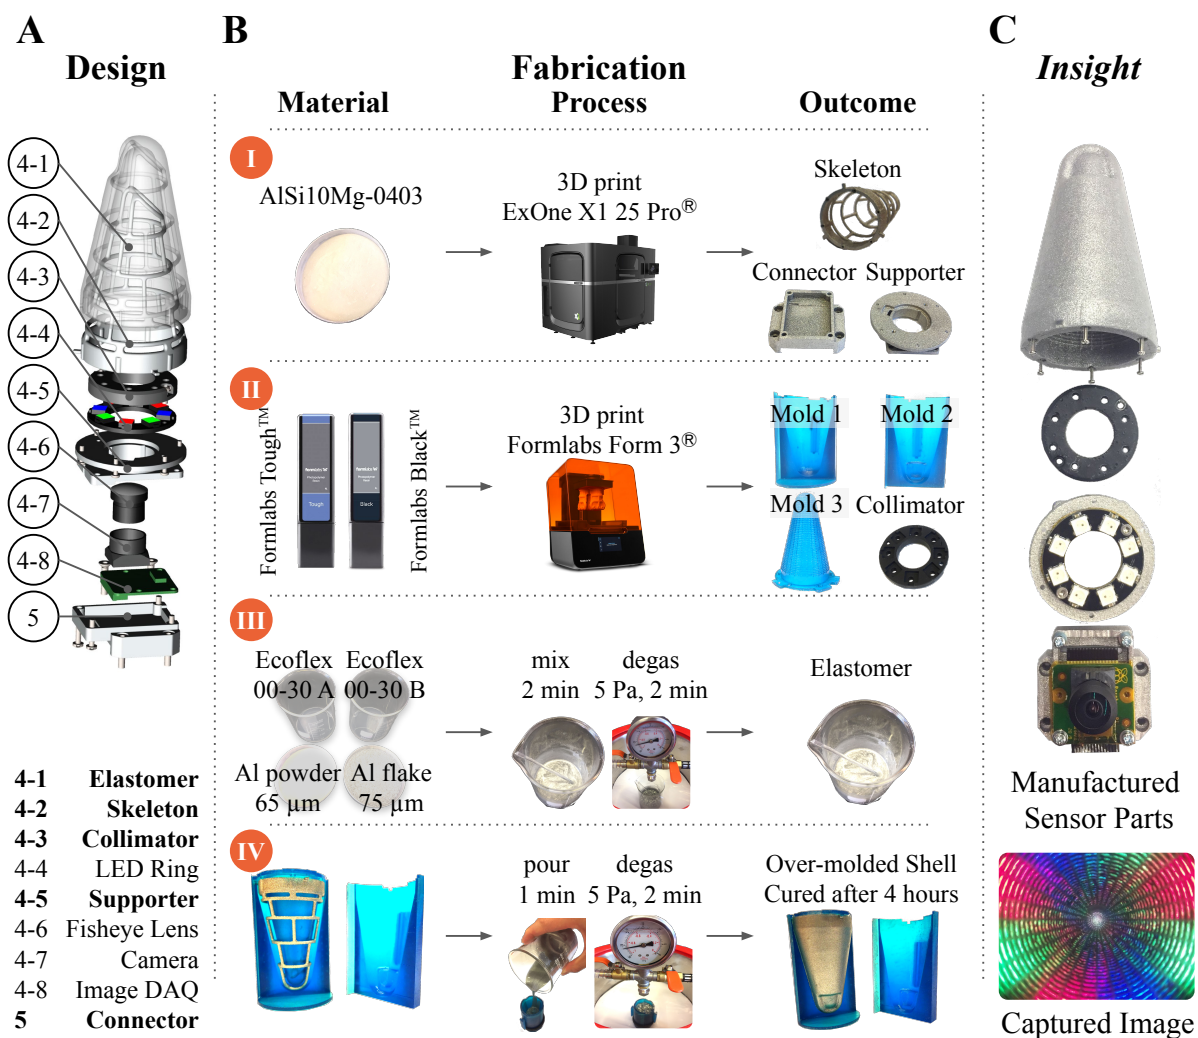 A
Design
4-1
4-2
4-3
4-4
4-5
4-6
4-7
4-8
5
4-1 Elastomer
4-2 Skeleton
4-3 Collimator
4-4 LED Ring
4-5 Supporter
4-6 Fisheye Lens
4-7 Camera
4-8 Image DAQ
5 Connector
B
Fabrication
Material
Process
Outcome
I
AlSi10Mg-0403
3D print
ExOne X1 25 Pro®
Skeleton
Connector
Supporter
II
Formlabs Tough™
Tough
Black
Formlabs Black™
3D print
Formlabs Form 3®
Mold 1
Mold 2
Mold 3
Collimator
III
Ecoflex
00-30 A
Ecoflex
00-30 B
Al powder
65 µm
Al flake
75 µm
mix
2 min
degas
5 Pa, 2 min
Elastomer
IV
pour
1 min
degas
5 Pa, 2 min
Over-molded Shell
Cured after 4 hours
C
Insight
Manufactured
Sensor Parts
Captured Image